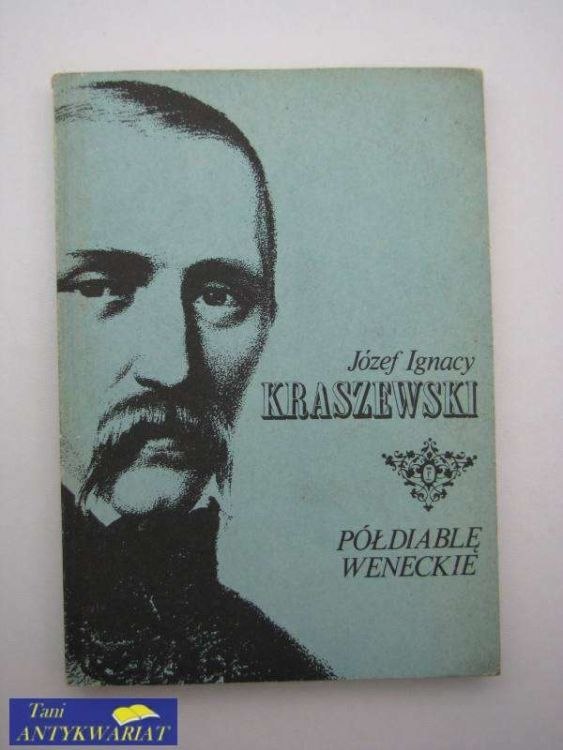 Józef Ignacy
KRASZEWSKI
PÓŁDIABLĘ
WENECKIE
Tani
ANTYKWARIAT